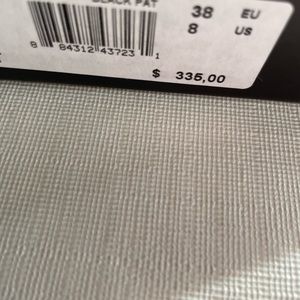 BLACK PAT
38 EU
8 US
8 84312 43723 1
$ 335,00